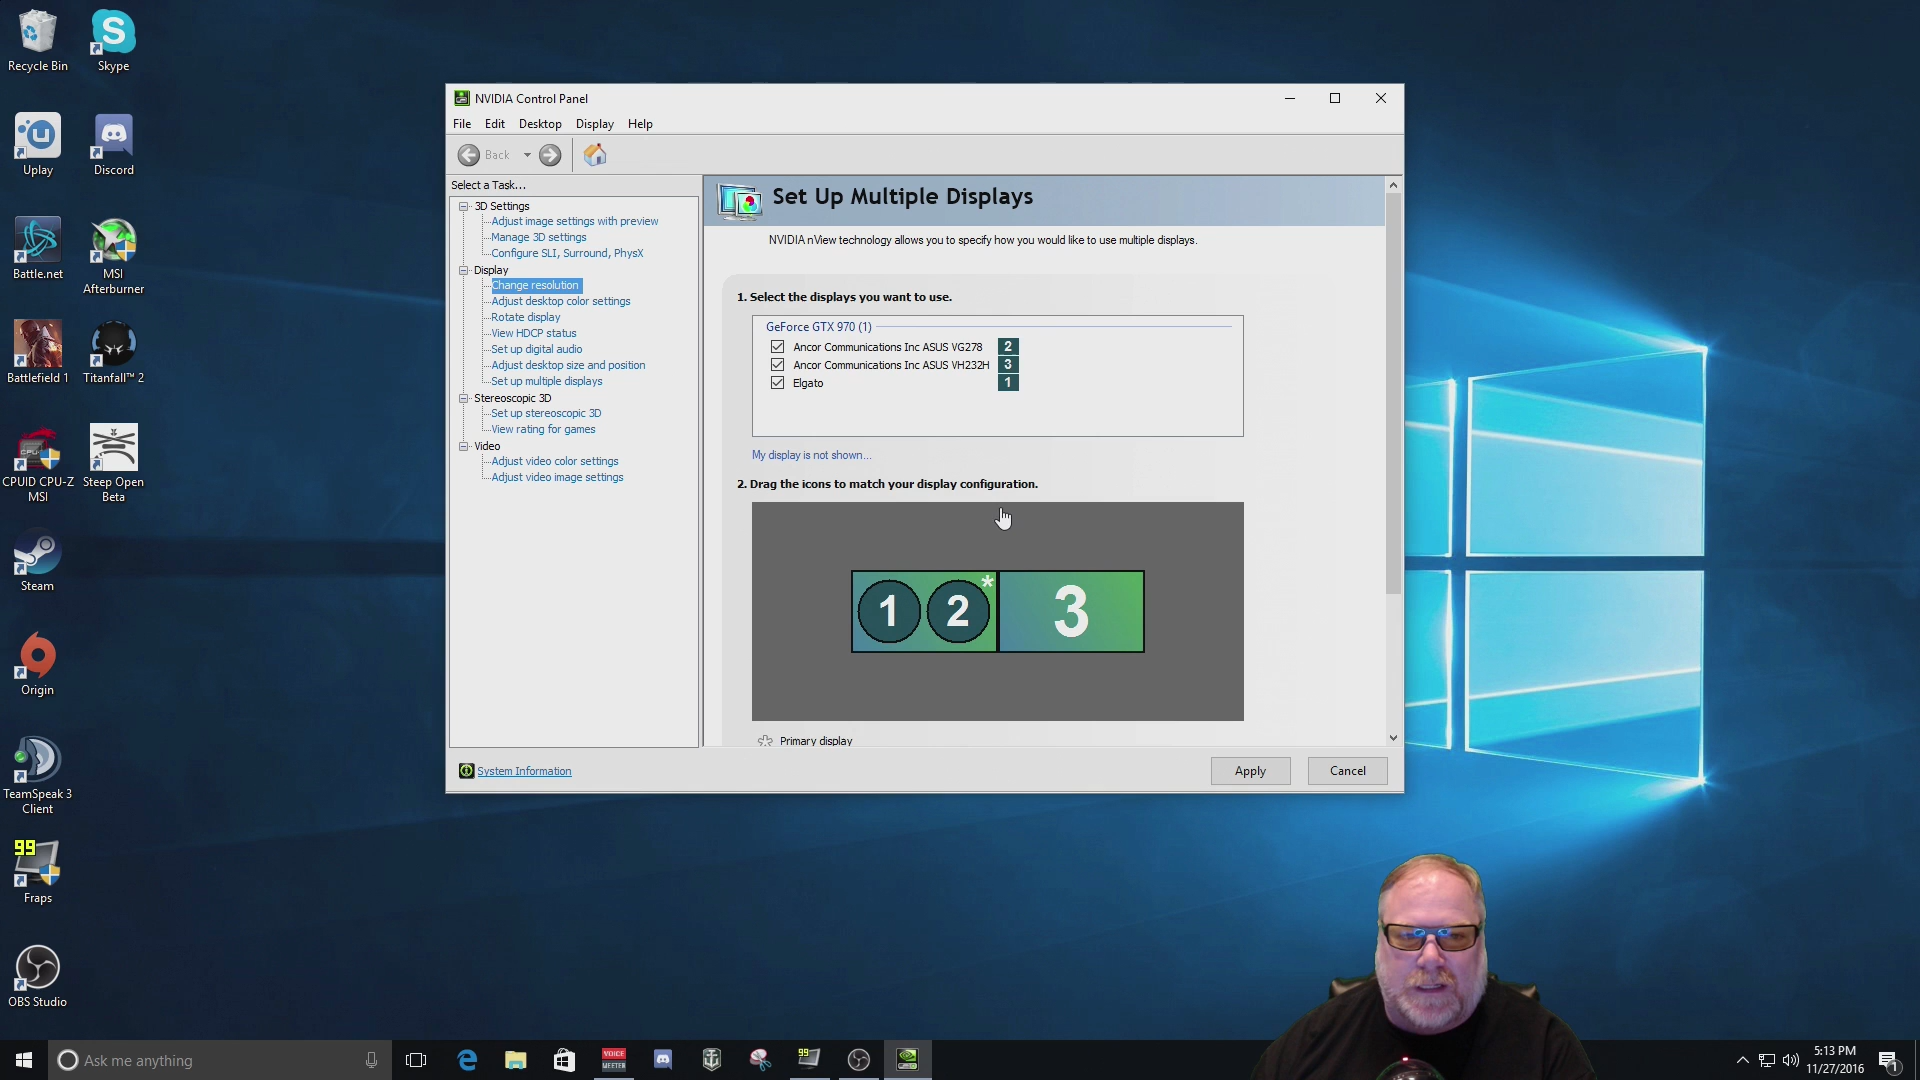 Recycle Bin
Skype
Uplay
Discord
Battle.net
MSI
Afterburner
Battlefield 1
Titanfall™ 2
CPUID CPU-Z
MSI
Steep Open
Beta
Steam
Origin
TeamSpeak 3
Client
99
Fraps
OBS Studio
NVIDIA Control Panel
File Edit Desktop Display Help
Back
Select a Task...
3D Settings
Adjust image settings with preview
Manage 3D settings
Configure SLI, Surround, PhysX
Display
Change resolution
Adjust desktop color settings
Rotate display
View HDCP status
Set up digital audio
Adjust desktop size and position
Set up multiple displays
Stereoscopic 3D
Set up stereoscopic 3D
View rating for games
Video
Adjust video color settings
Adjust video image settings
System Information
Set Up Multiple Displays
NVIDIA nView technology allows you to specify how you would like to use multiple displays.
1. Select the displays you want to use.
GeForce GTX 970 (1)
Ancor Communications Inc ASUS VG278 2
Ancor Communications Inc ASUS VH232H 3
Elgato 1
My display is not shown...
2. Drag the icons to match your display configuration.
1 2 * 3
Primary display
Apply Cancel
Ask me anything
VOICE
MEETER
99
5:13 PM
11/27/2016
1